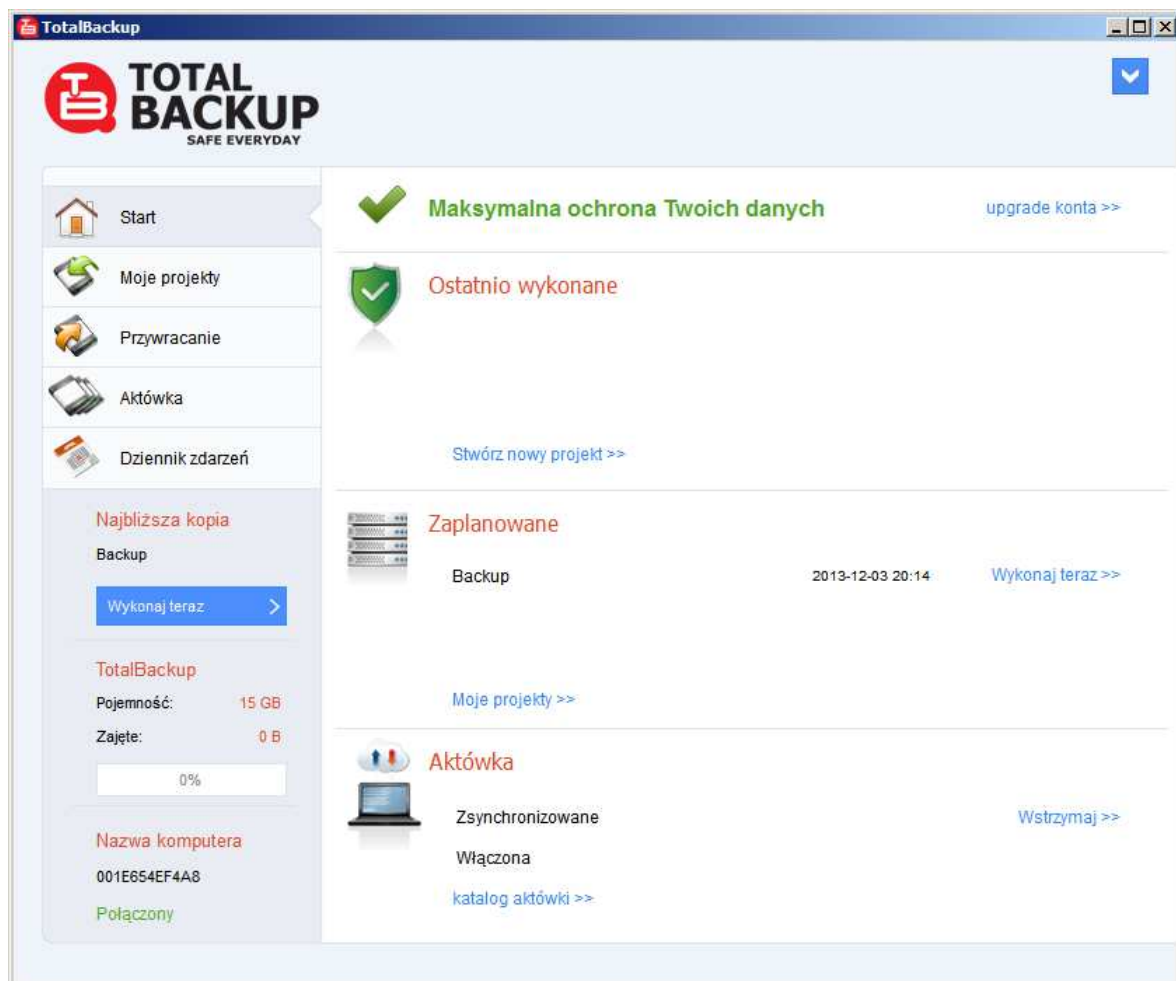 TotalBackup
TOTAL
BACKUP
SAFE EVERYDAY
Start
Moje projekty
Przywracanie
Aktówka
Dziennik zdarzeń
Najbliższa kopia
Backup
Wykonaj teraz
TotalBackup
Pojemność: 15 GB
Zajęte: 0 B
0%
Nazwa komputera
001E654EF4A8
Połączony
Maksymalna ochrona Twoich danych
upgrade konta >>
Ostatnio wykonane
Stwórz nowy projekt >>
Zaplanowane
Backup 2013-12-03 20:14 Wykonaj teraz >>
Moje projekty >>
Aktówka
Zsynchronizowane Wstrzymaj >>
Włączona
katalog aktówki >>